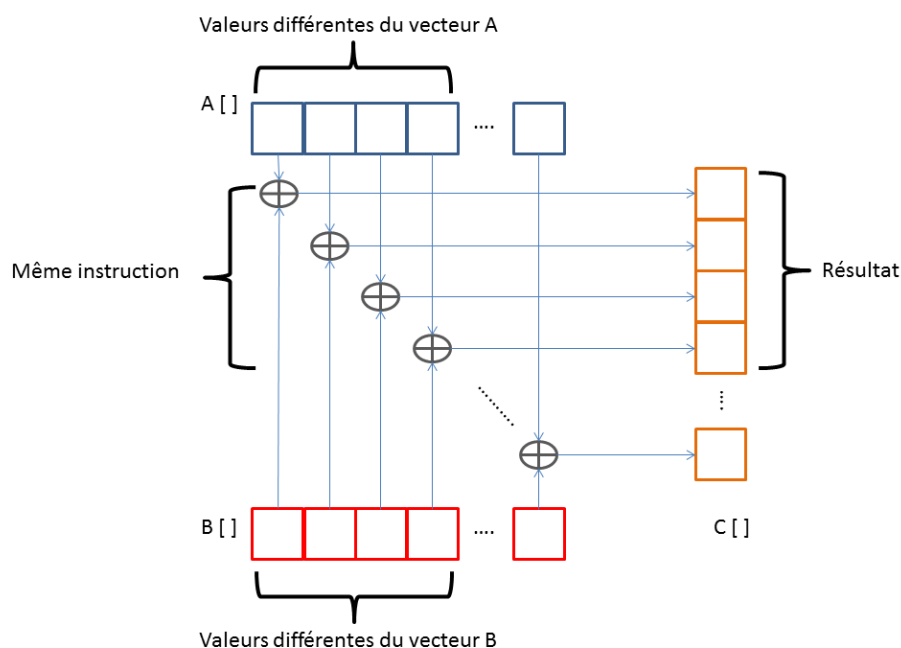 Valeurs différentes du vecteur A
A [ ]
....
Même instruction
Résultat
B [ ]
....
C [ ]
Valeurs différentes du vecteur B